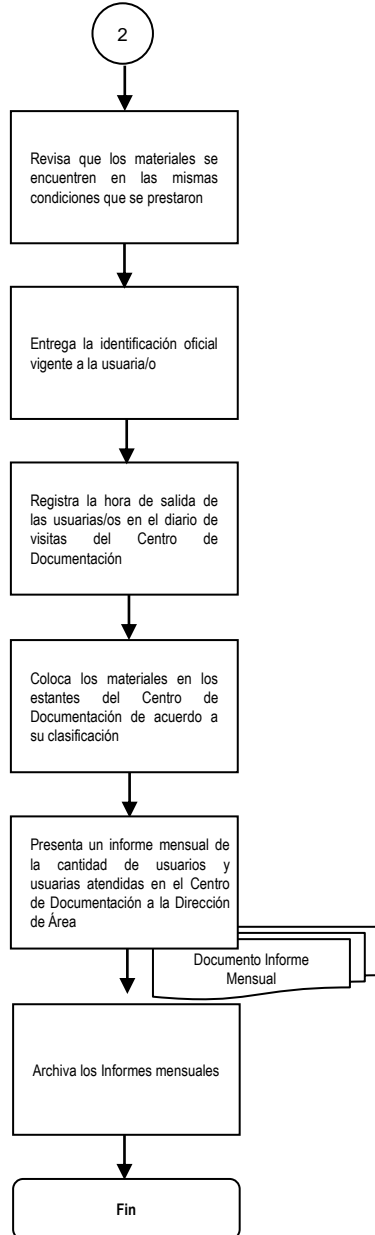 2
Revisa que los materiales se
encuentren en las mismas
condiciones que se prestaron
Entrega la identificación oficial
vigente a la usuaria/o
Registra la hora de salida de
las usuarias/os en el diario de
visitas del Centro de
Documentación
Coloca los materiales en los
estantes del Centro de
Documentación de acuerdo a
su clasificación
Presenta un informe mensual de
la cantidad de usuarios y
usuarias atendidas en el Centro
de Documentación a la Dirección
de Área
Documento Informe
Mensual
Archiva los Informes mensuales
Fin